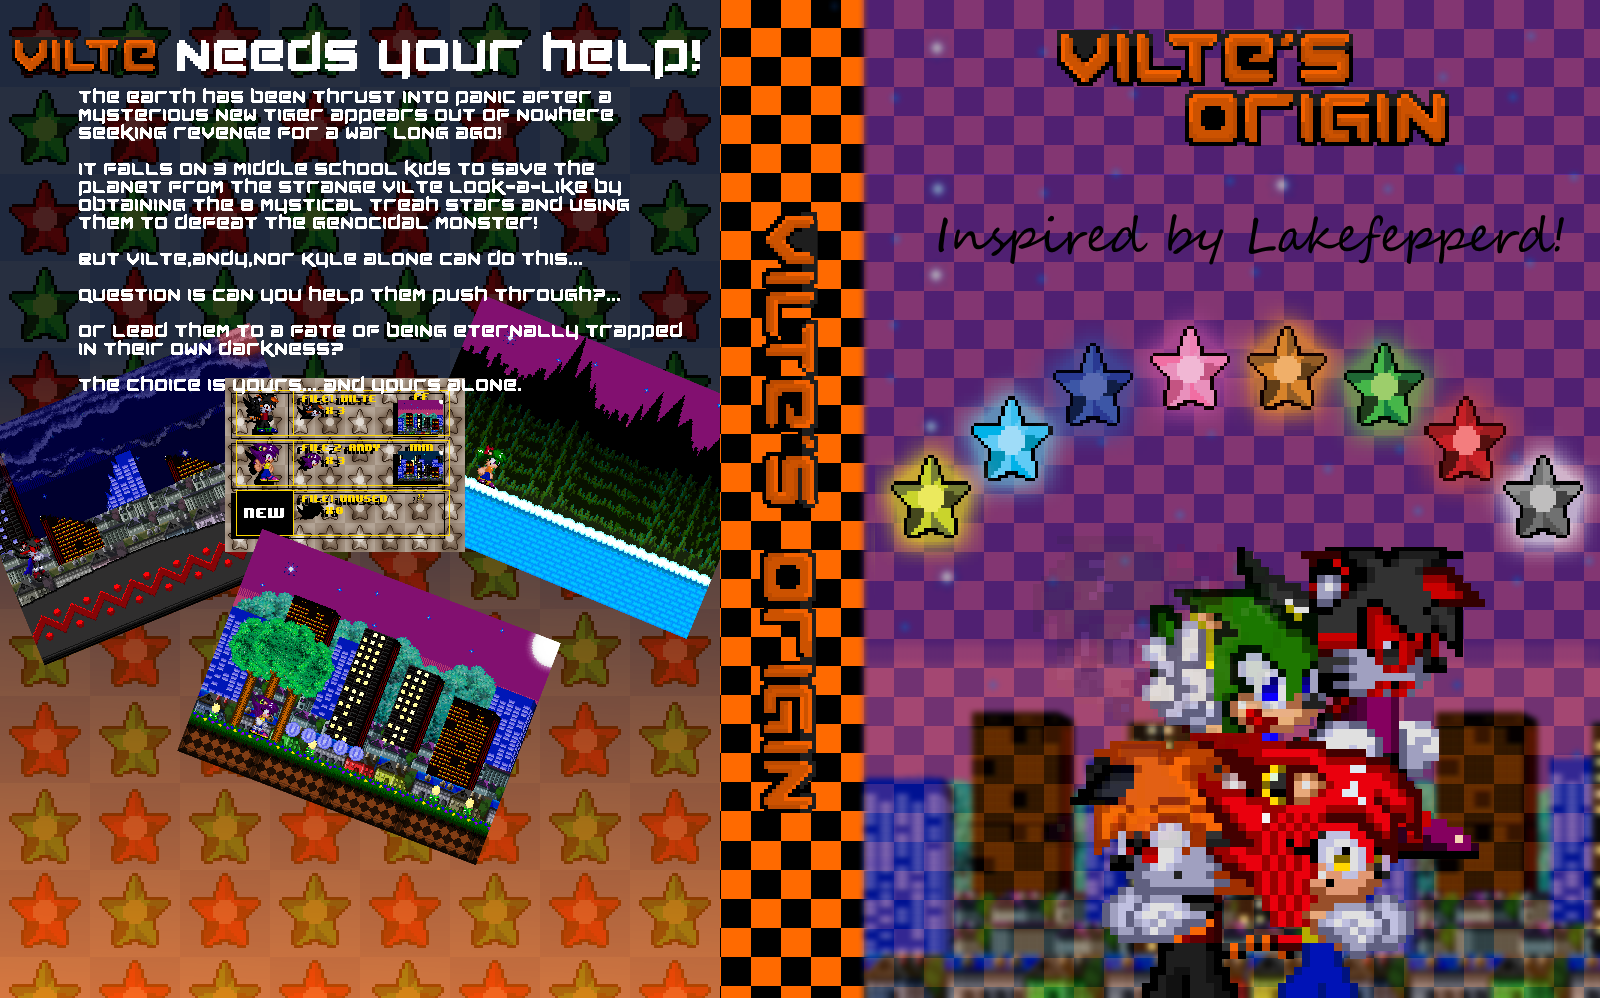 Vilte needs your help!
The Earth has been thrust into panic after a
mysterious new tiger appears out of nowhere
seeking revenge for a war long ago!
It falls on 3 middle school kids to save the
planet from the strange Vilte look-a-like by
obtaining the 8 mystical Treah Stars and using
them to defeat the genocidal monster!
But Vilte,Andy,nor Kyle alone can do this...
Question is can you help them push through?...
Or lead them to a fate of being eternally trapped
in their own darkness?
The choice is yours... and yours alone.
NEW
Vilte's Origin
Vilte's
Origin
Inspired by Lakefepperd!